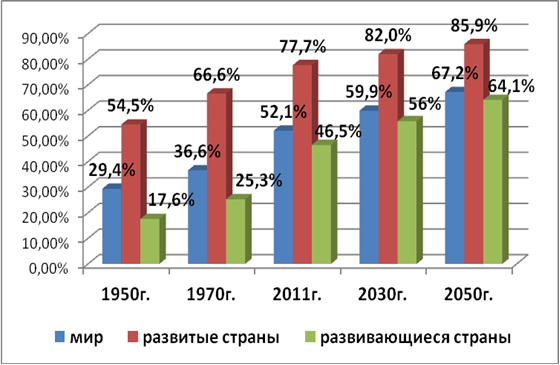 90,00%
80,00%
70,00%
60,00%
50,00%
40,00%
30,00%
20,00%
10,00%
0,00%
29,4% 54,5% 17,6%
36,6% 66,6% 25,3%
52,1% 77,7% 46,5%
59,9% 82,0% 56%
67,2% 85,9% 64,1%
1950г. 1970г. 2011г. 2030г. 2050г.
мир развитые страны развивающиеся страны